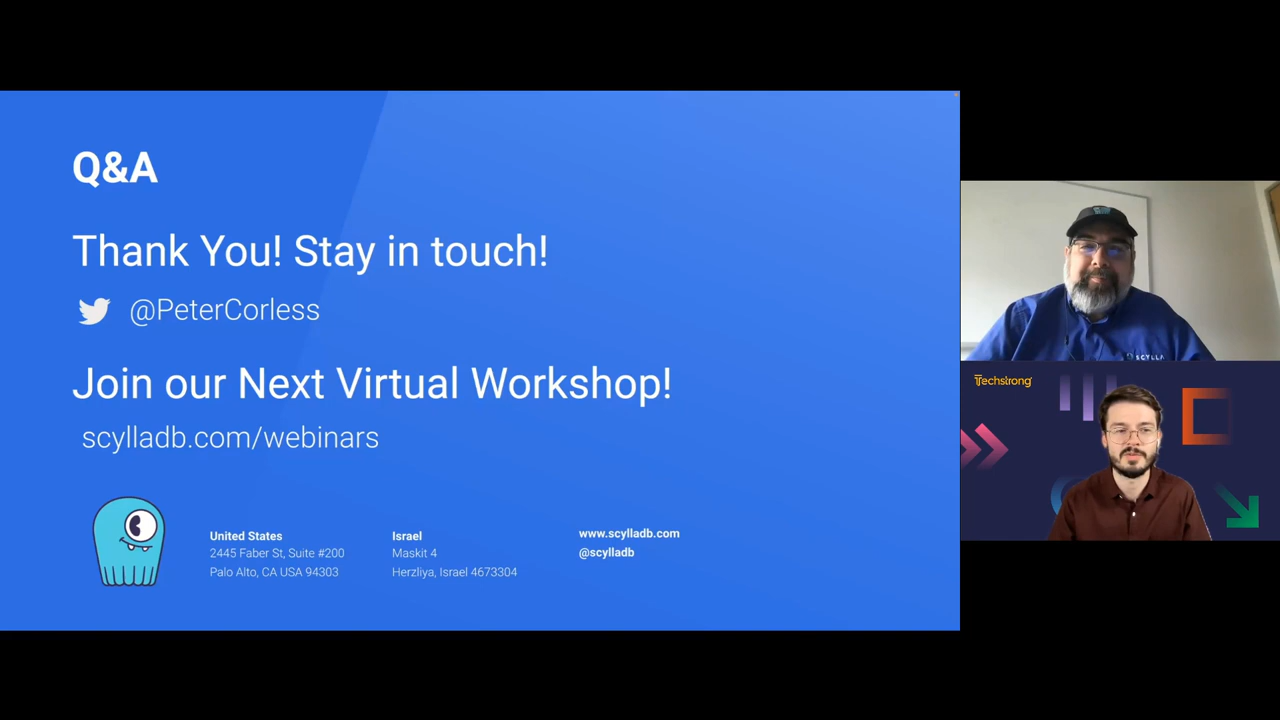 Q&A
Thank You! Stay in touch!
@PeterCorless
Join our Next Virtual Workshop!
scylladb.com/webinars
United States
2445 Faber St, Suite #200
Palo Alto, CA USA 94303
Israel
Maskit 4
Herzliya, Israel 4673304
www.scylladb.com
@scylladb
SCYLLA
Techstrong